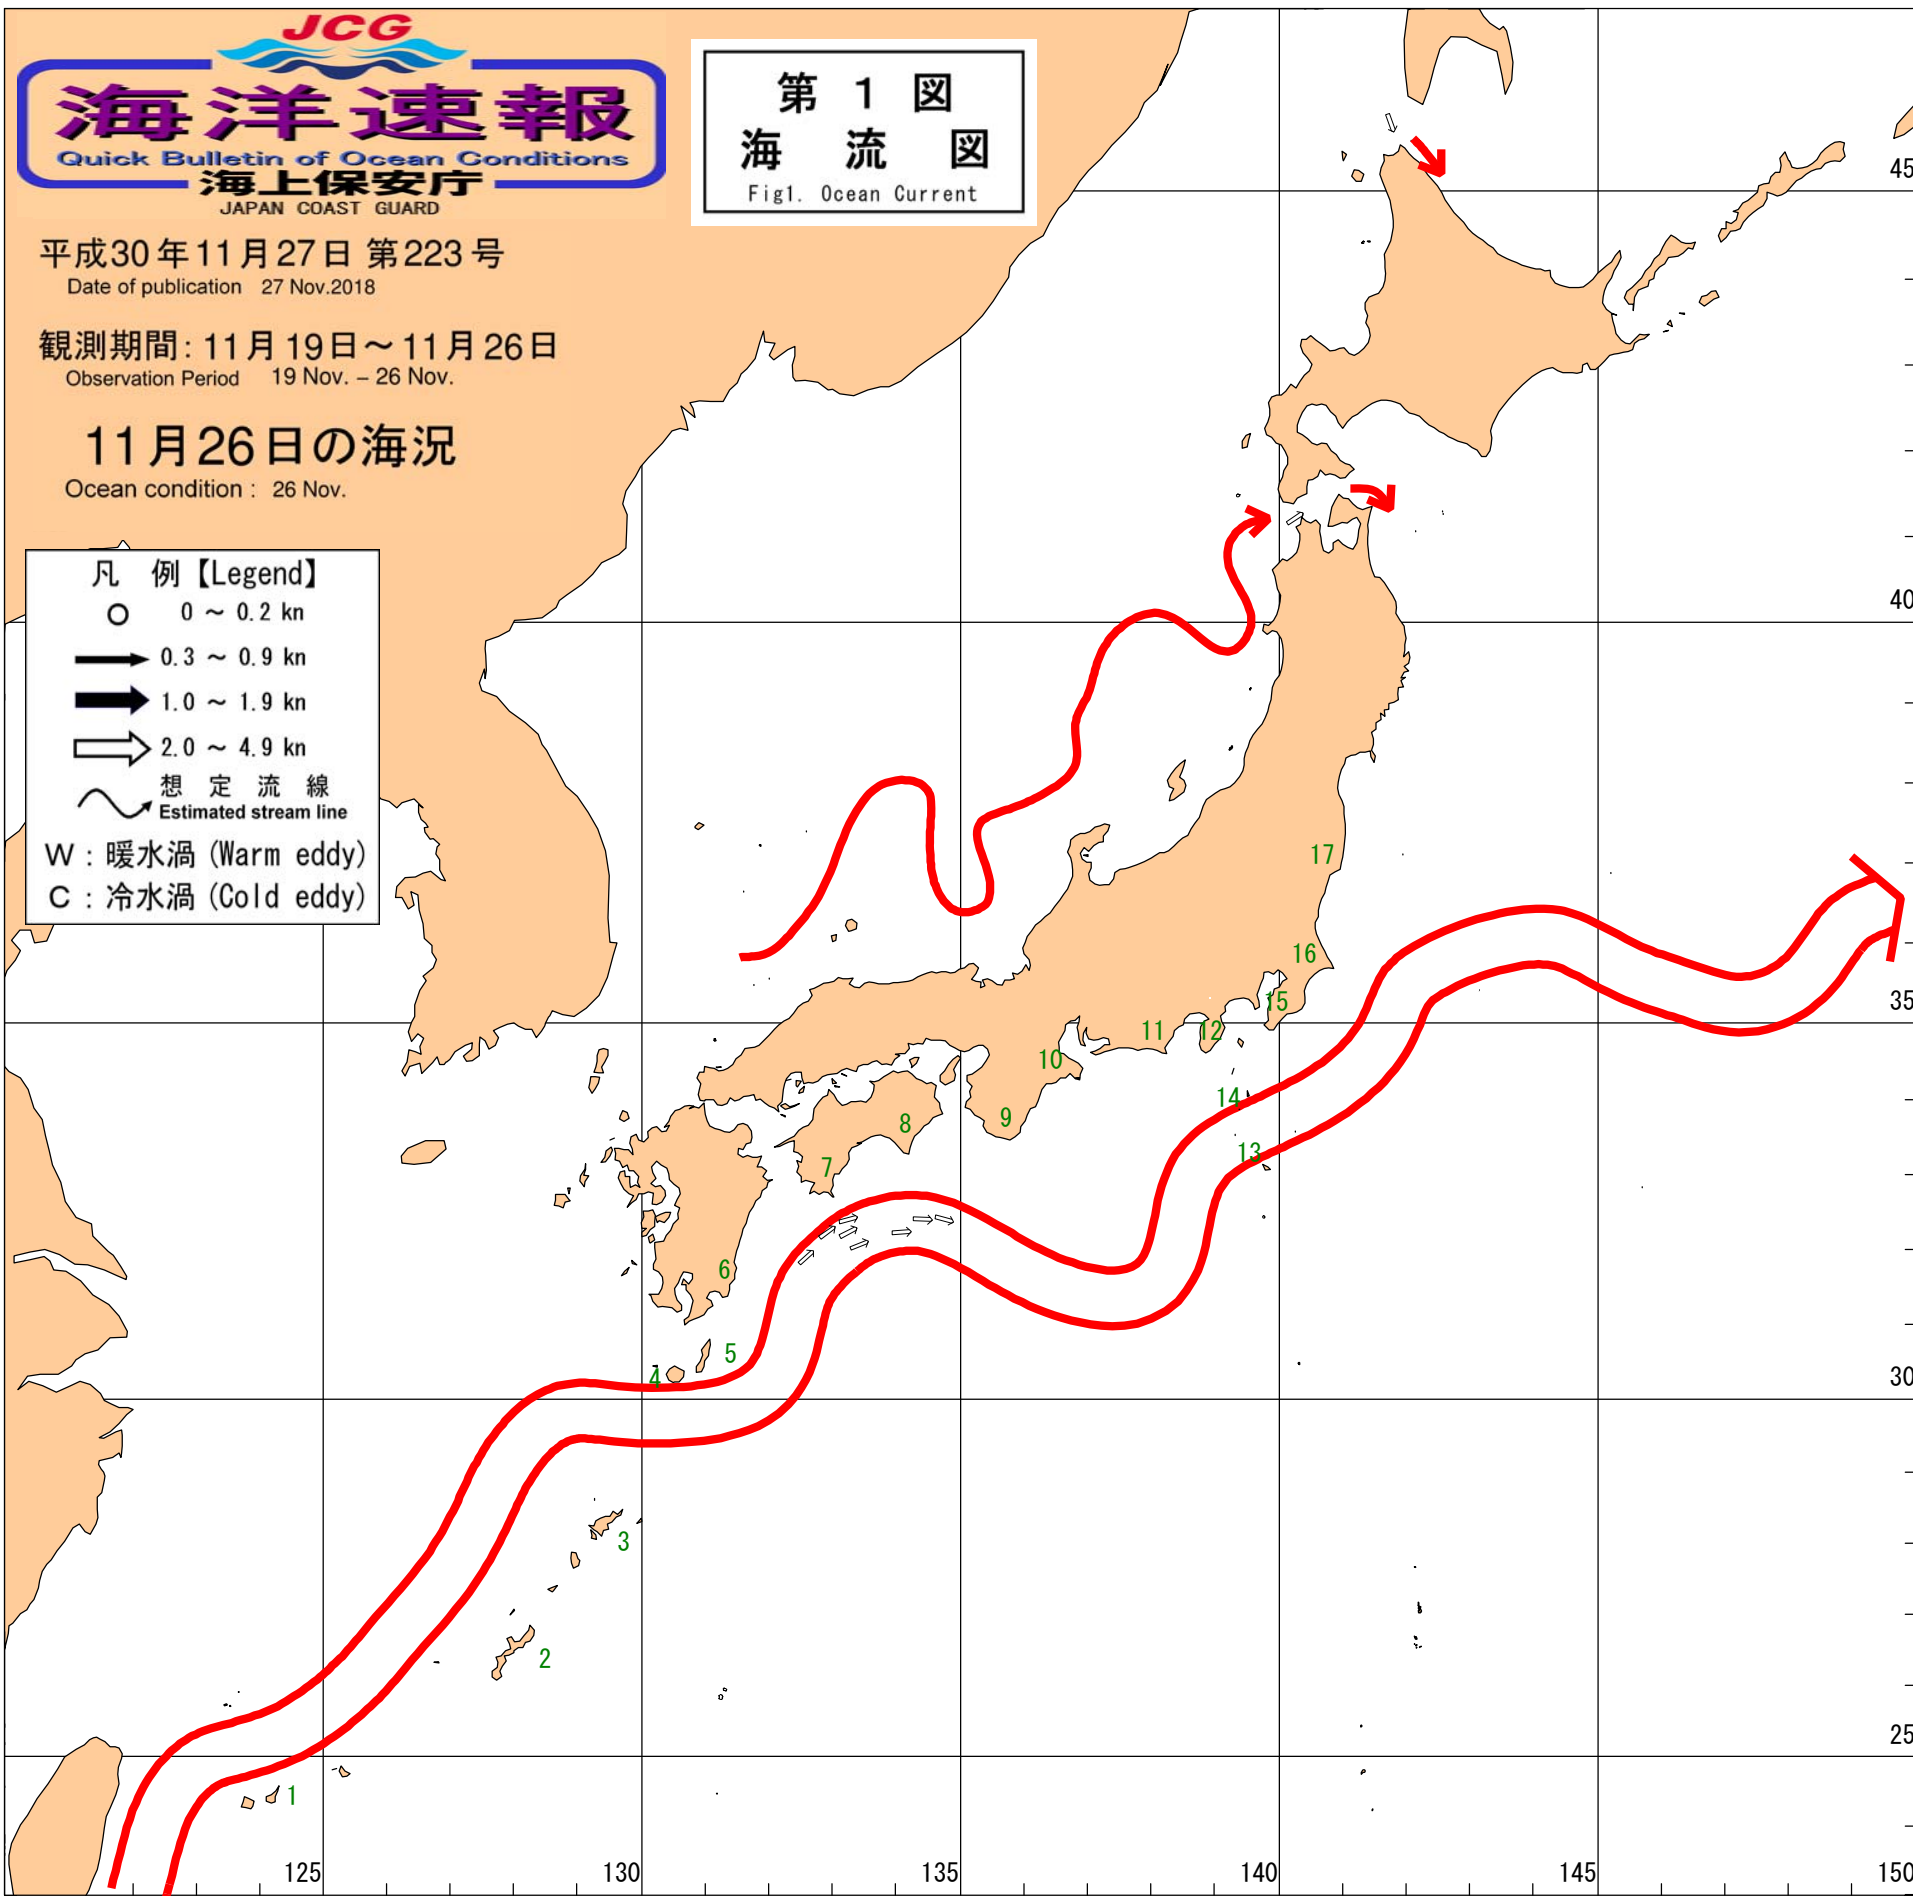 JCG
海洋速報
Quick Bulletin of Ocean Conditions
海上保安庁
JAPAN COAST GUARD
第 1 図
海 流 図
Fig1. Ocean Current
平成30年11月27日 第223号
Date of publication 27 Nov.2018
観測期間: 11月19日～11月26日
Observation Period 19 Nov. – 26 Nov.
11月26日の海況
Ocean condition : 26 Nov.
凡 例【Legend】
0 ～ 0.2 kn
0.3 ～ 0.9 kn
1.0 ～ 1.9 kn
2.0 ～ 4.9 kn
想 定 流 線
Estimated stream line
W : 暖水渦 (Warm eddy)
C : 冷水渦 (Cold eddy)
45
40
17
16
35
15
12
11
10
14
9
8
13
7
6
5
4
30
3
2
25
1
125
130
135
140
145
150